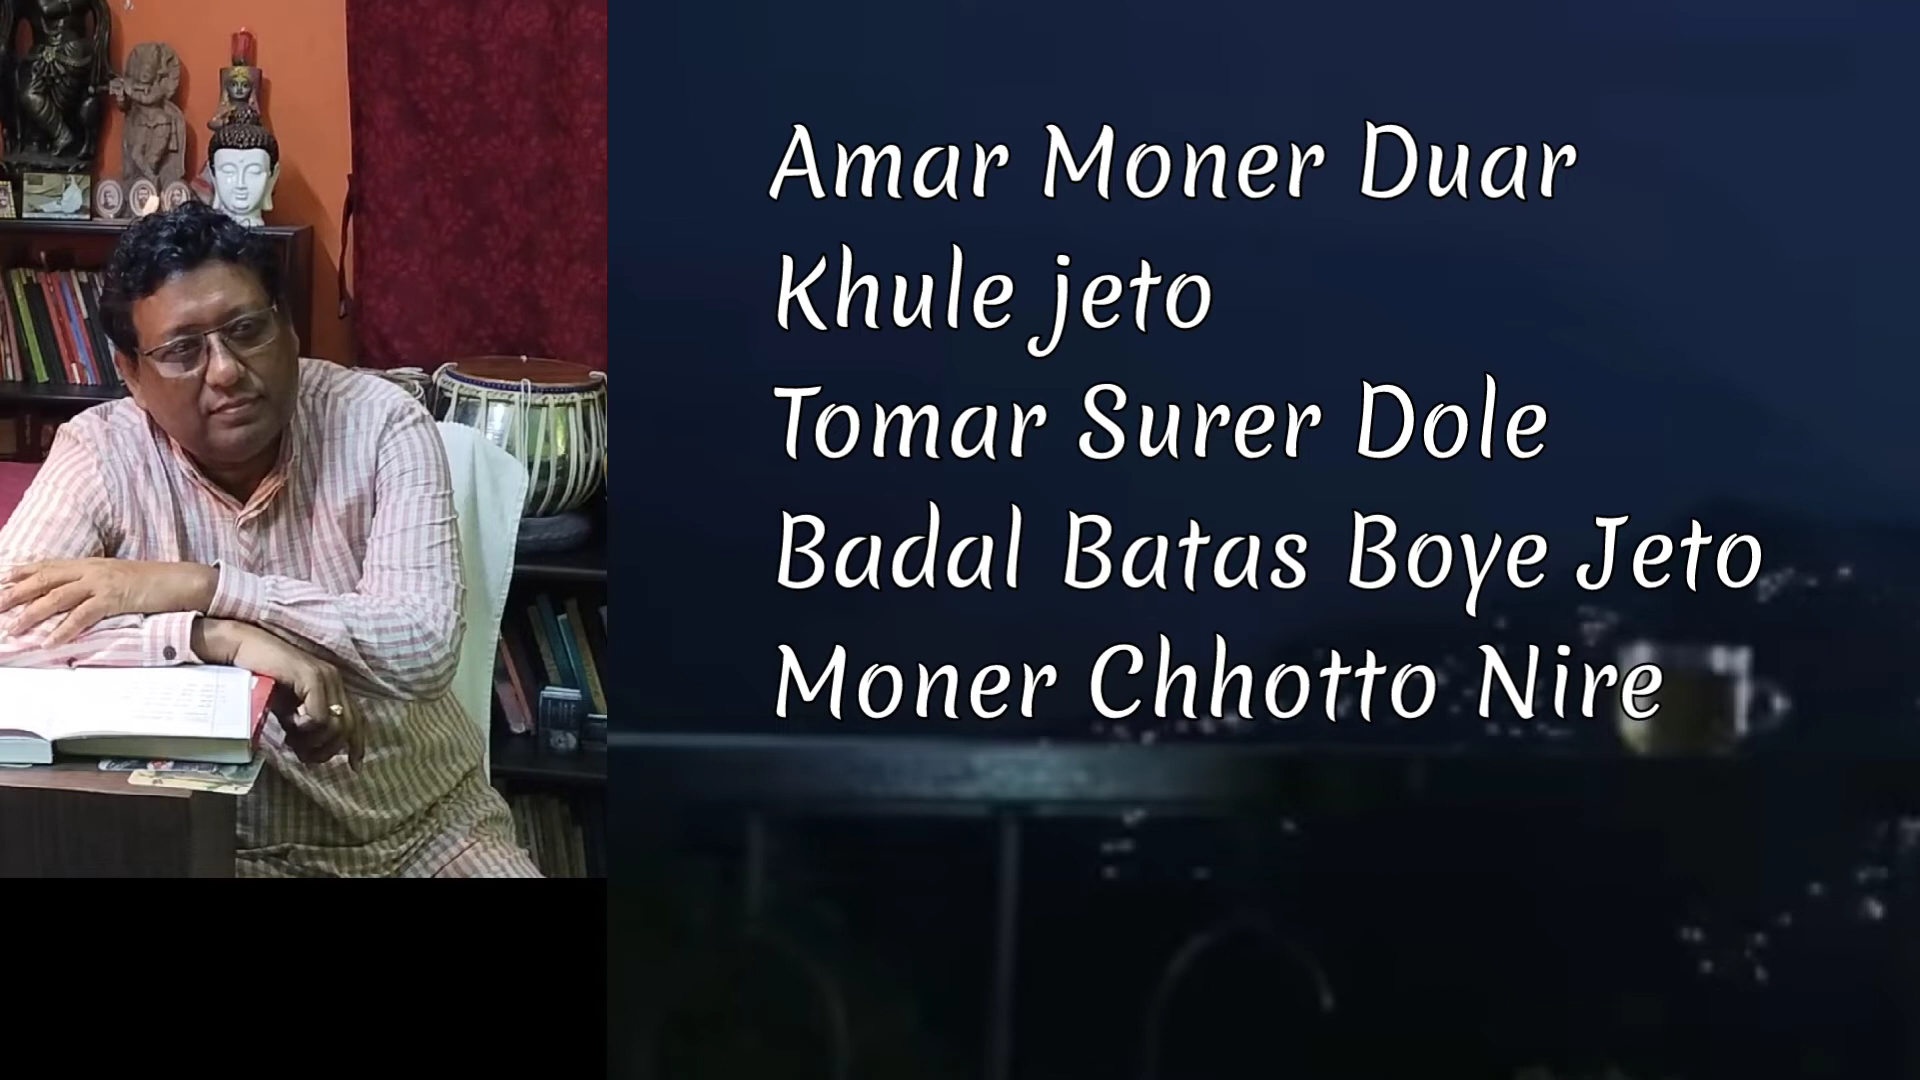 Amar Moner Duar
Khule jeto
Tomar Surer Dole
Badal Batas Boye Jeto
Moner Chhotto Nire